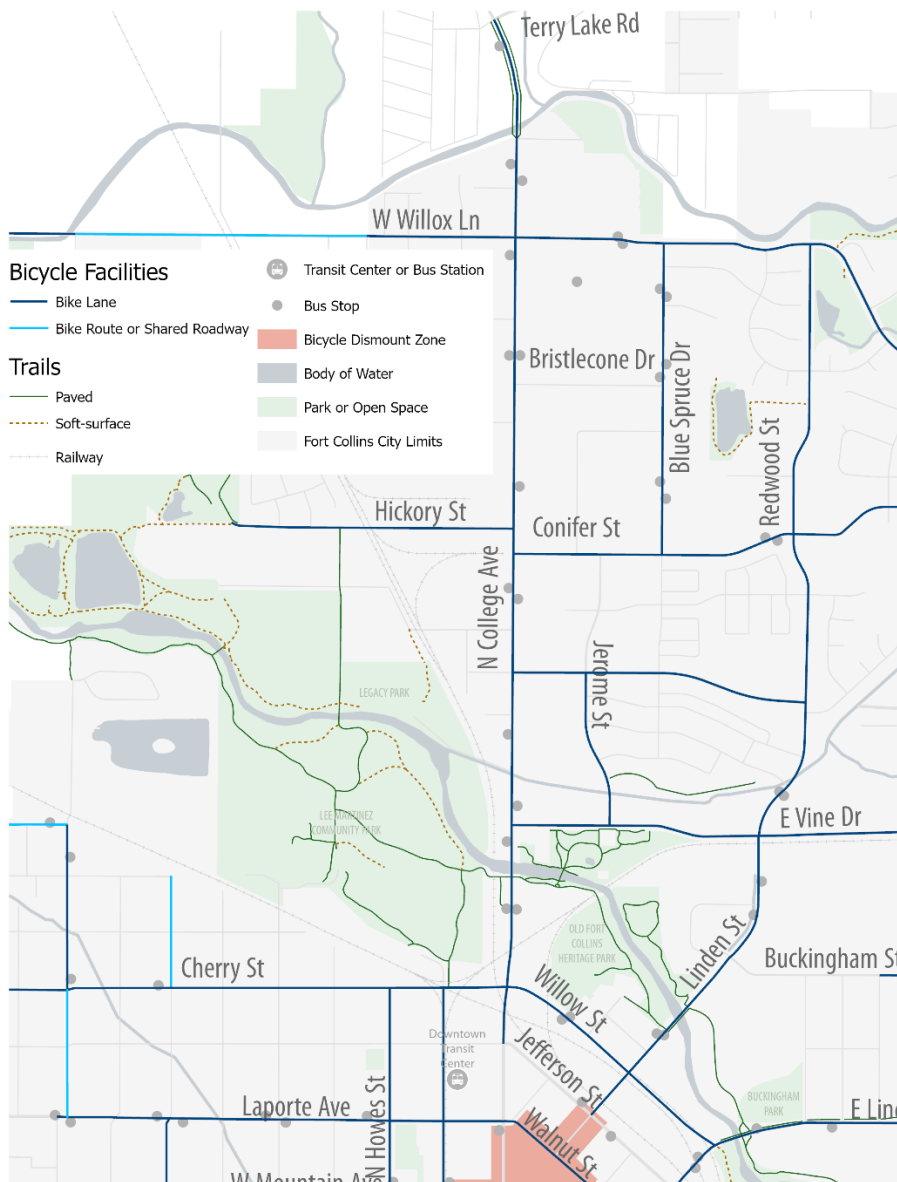 Terry Lake Rd
W Willox Ln
Bicycle Facilities
Bike Lane
Bike Route or Shared Roadway
Trails
Paved
Soft-surface
Railway
Transit Center or Bus Station
Bus Stop
Bicycle Dismount Zone
Body of Water
Park or Open Space
Fort Collins City Limits
Bristlecone Dr
Blue Spruce Dr
Redwood St
Hickory St
Conifer St
N College Ave
Jerome St
LEGACY PARK
LEE MARTINEZ
COMMUNITY PARK
E Vine Dr
OLD FORT
COLLINS
HERITAGE PARK
Linden St
Buckingham St
Cherry St
Willow St
Downtown
Transit
Center
Jefferson St
BUCKINGHAM
PARK
Laporte Ave
N Howes St
Walnut St
E Linc
W Mountain Ave